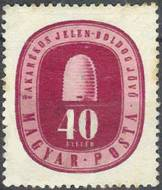 TAKARÉKOS JELEN-BOLDOG JÖVŐ
40
FILLÉR
MAGYAR·POSTA